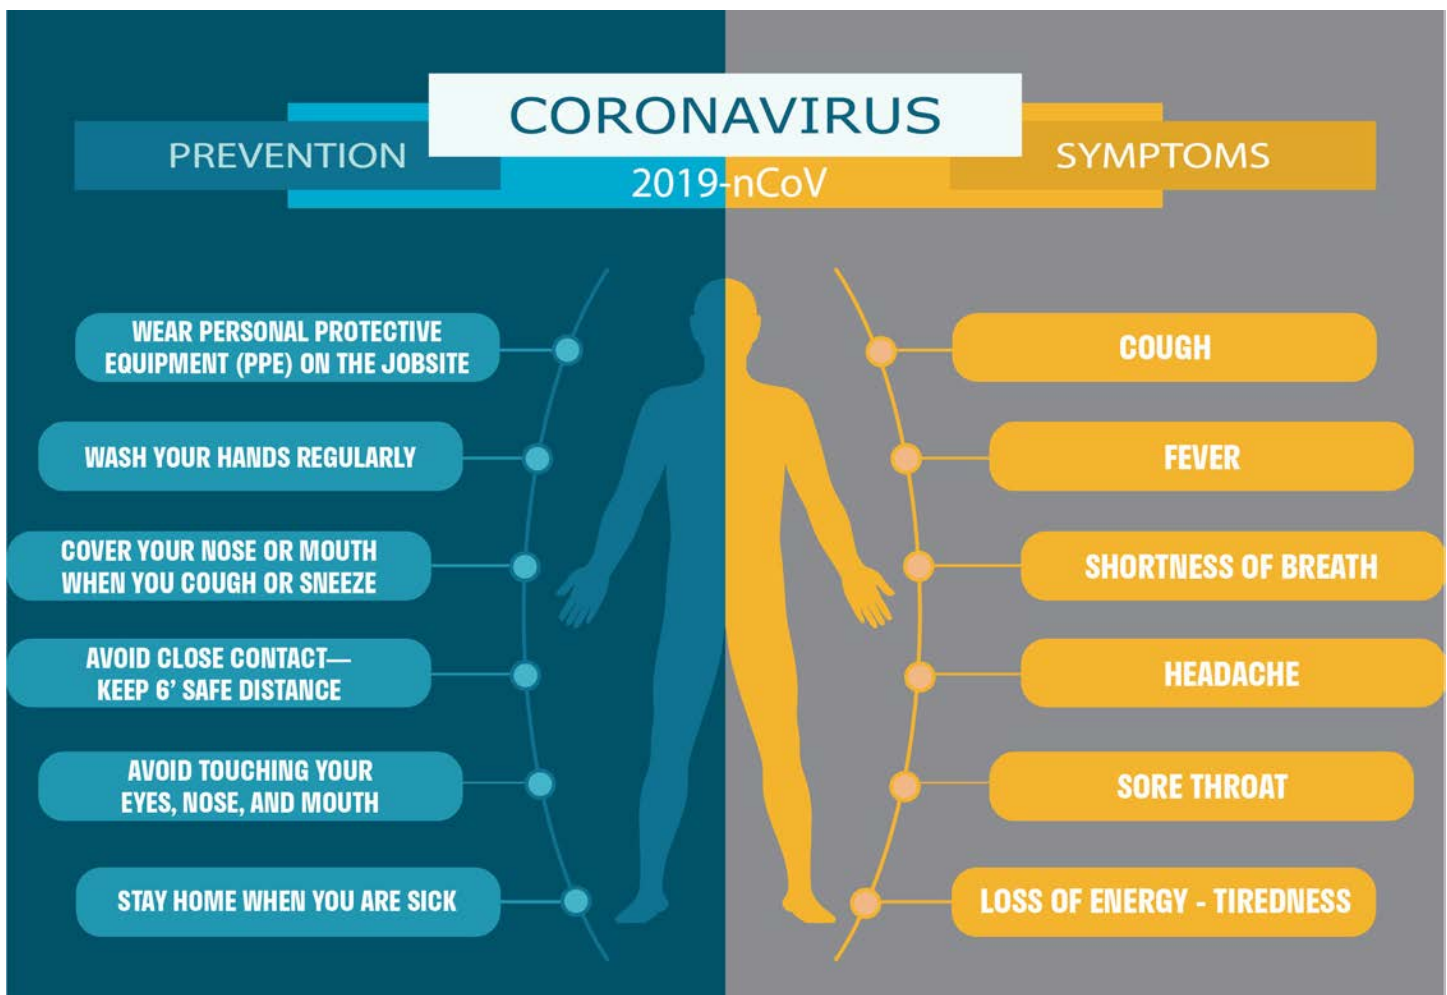 CORONAVIRUS
2019-nCoV
PREVENTION
WEAR PERSONAL PROTECTIVE
EQUIPMENT (PPE) ON THE JOBSITE
WASH YOUR HANDS REGULARLY
COVER YOUR NOSE OR MOUTH
WHEN YOU COUGH OR SNEEZE
AVOID CLOSE CONTACT—
KEEP 6’ SAFE DISTANCE
AVOID TOUCHING YOUR
EYES, NOSE, AND MOUTH
STAY HOME WHEN YOU ARE SICK
SYMPTOMS
COUGH
FEVER
SHORTNESS OF BREATH
HEADACHE
SORE THROAT
LOSS OF ENERGY - TIREDNESS